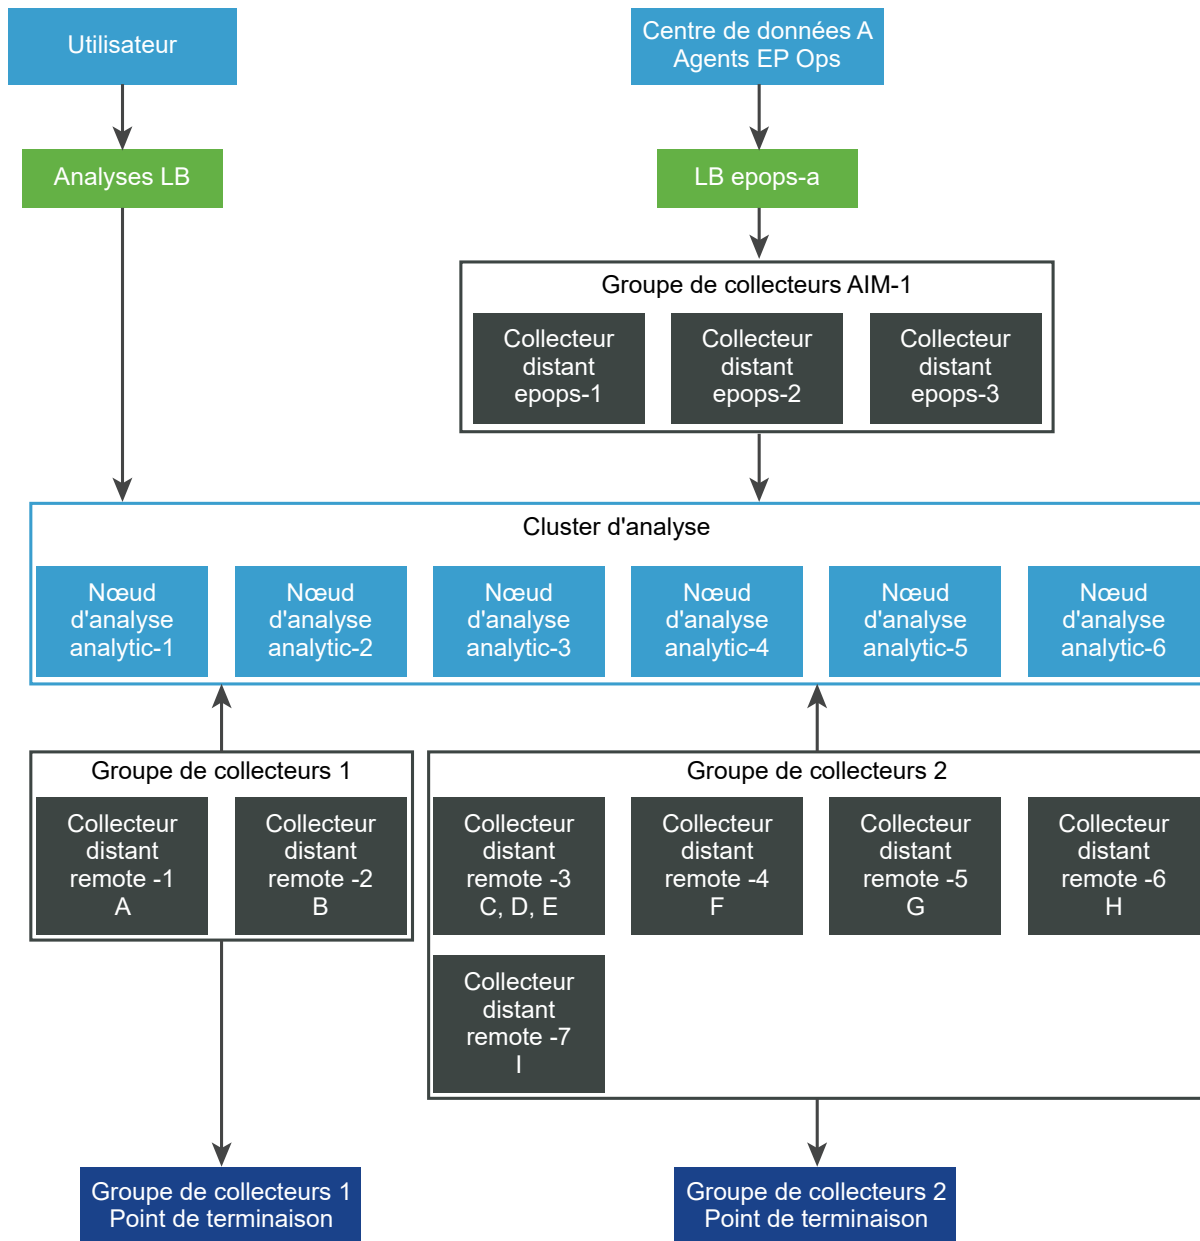 Utilisateur
Centre de données A
Agents EP Ops
Analyses LB
LB epops-a
Groupe de collecteurs AIM-1
Collecteur
distant
epops-1
Collecteur
distant
epops-2
Collecteur
distant
epops-3
Cluster d'analyse
Nœud
d'analyse
analytic-1
Nœud
d'analyse
analytic-2
Nœud
d'analyse
analytic-3
Nœud
d'analyse
analytic-4
Nœud
d'analyse
analytic-5
Nœud
d'analyse
analytic-6
Groupe de collecteurs 1
Collecteur
distant
remote -1
A
Collecteur
distant
remote -2
B
Groupe de collecteurs 2
Collecteur
distant
remote -3
C, D, E
Collecteur
distant
remote -4
F
Collecteur
distant
remote -5
G
Collecteur
distant
remote -6
H
Collecteur
distant
remote -7
I
Groupe de collecteurs 1
Point de terminaison
Groupe de collecteurs 2
Point de terminaison